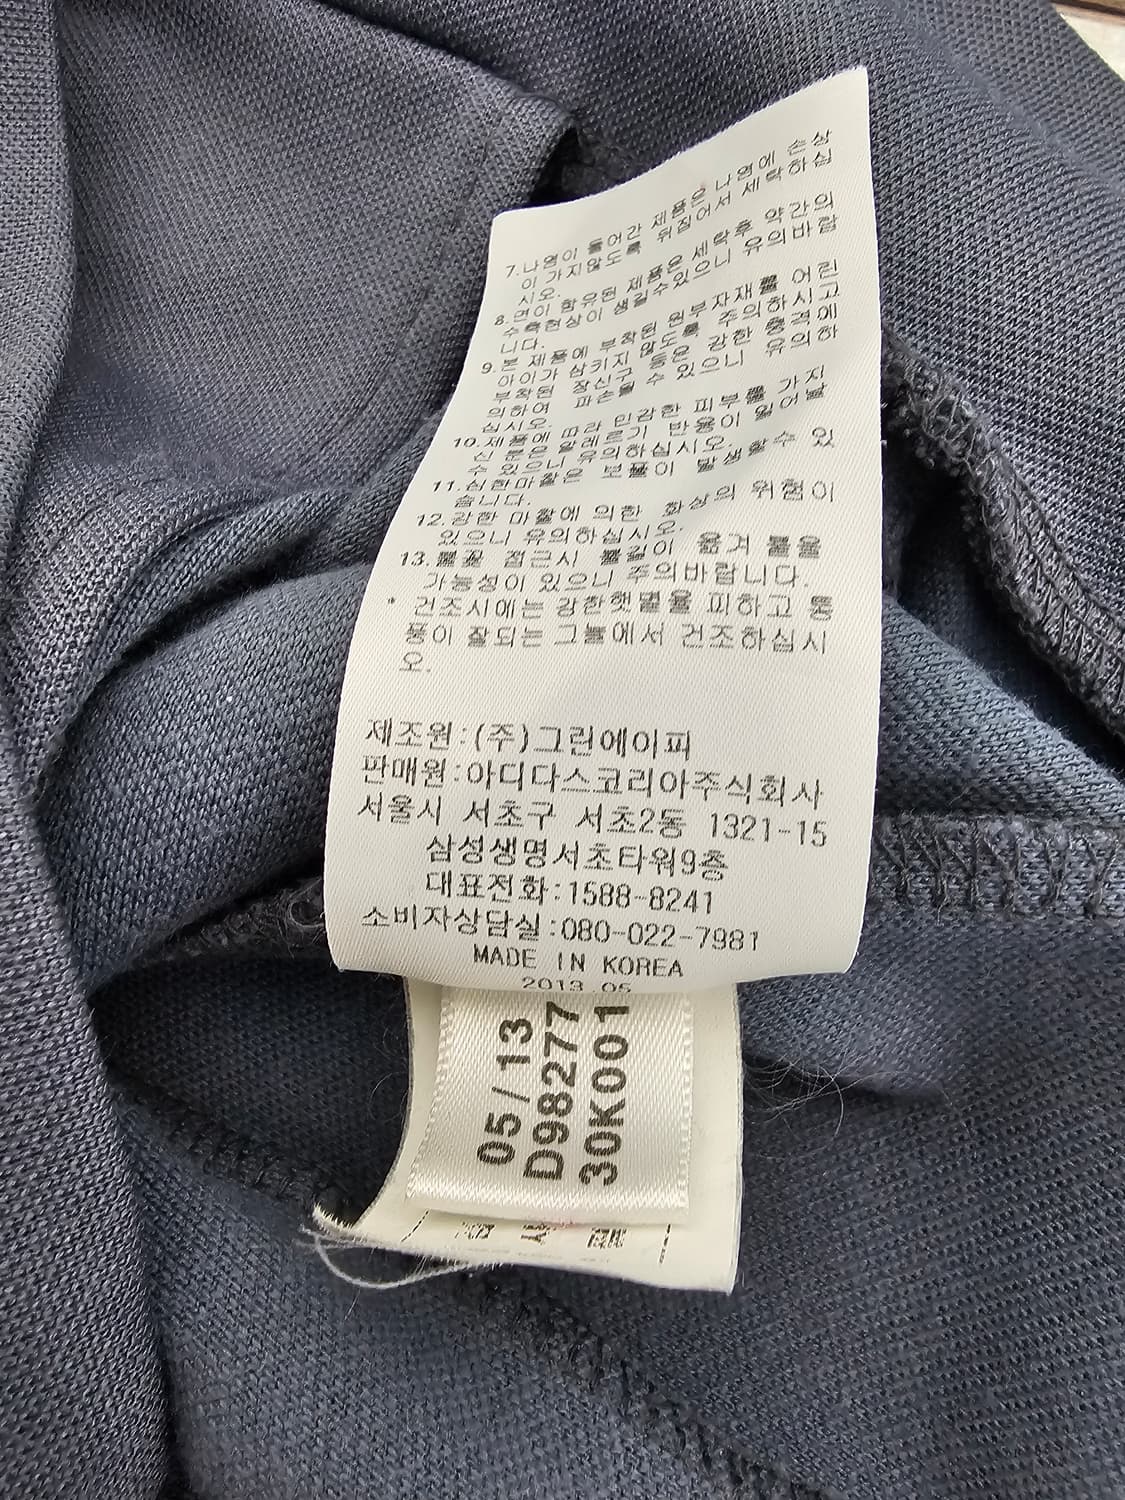 7.나염이 들어간 제품은 나염에 손상
이 가지않도록 뒤집어서 세탁하십
시오.
8.면이 함유된 제품은 세탁후 약간의
수축현상이 생길수있으니 유의바랍
니다.
9.본 제품에 부착된 원부자재를 어린
아이가 삼키지 않도록 주의하시고
부착된 장신구 등은 강한 충격에
의하여 파손될 수 있으니 유의하
십시오.
10.제품에 따라 민감한 피부를 가지
신 분은 알레르기 반응이 일어날
수 있으니 유의하십시오.
11.심한마찰은 보풀이 발생할수 있
습니다.
12.강한 마찰에 의한 화상의 위험이
있으니 유의하십시오.
13.불꽃 접근시 불길이 옮겨 붙을
가능성이 있으니 주의바랍니다.
* 건조시에는 강한햇볕을 피하고 통
풍이 잘되는 그늘에서 건조하십시
오.
제조원:(주)그린에이피
판매원:아디다스코리아주식회사
서울시 서초구 서초2동 1321-15
삼성생명서초타워9층
대표전화:1588-8241
소비자상담실:080-022-7981
MADE IN KOREA
2013.05
05/13
D98277
30K001